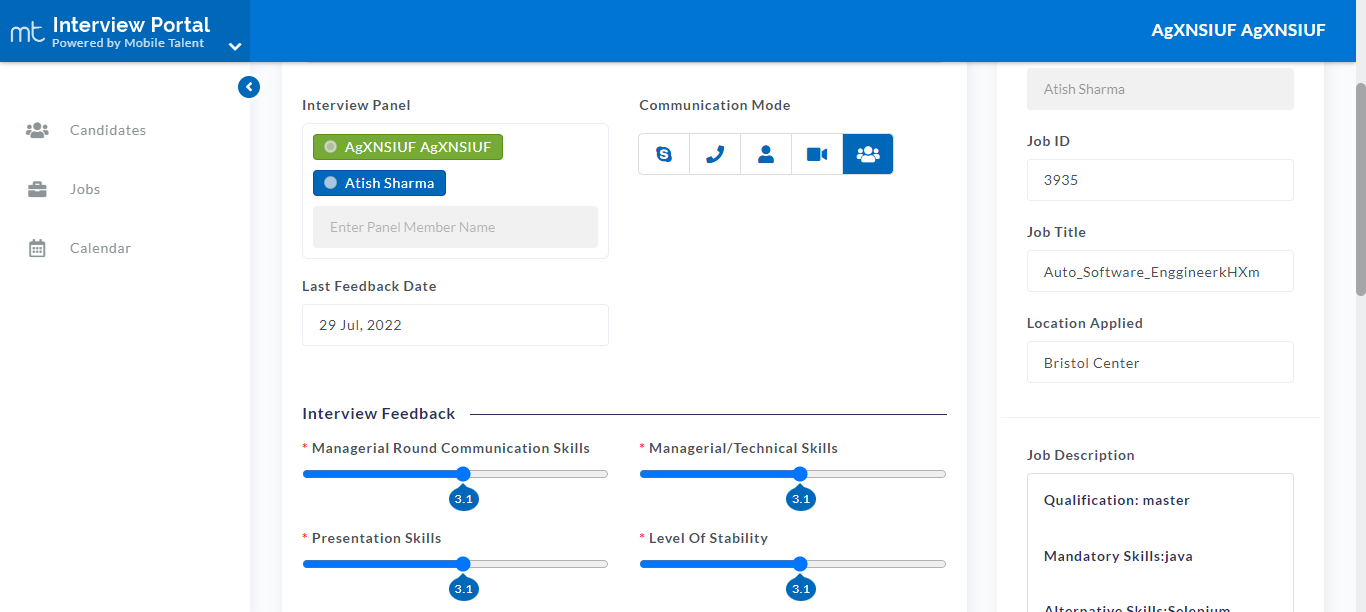 mt Interview Portal
Powered by Mobile Talent
AgXNSIUF AgXNSIUF
Candidates
Jobs
Calendar
Interview Panel
AgXNSIUF AgXNSIUF
Atish Sharma
Enter Panel Member Name
Communication Mode
Last Feedback Date
29 Jul, 2022
Interview Feedback
* Managerial Round Communication Skills
3.1
* Managerial/Technical Skills
3.1
* Presentation Skills
3.1
* Level Of Stability
3.1
Atish Sharma
Job ID
3935
Job Title
Auto_Software_EnggineerkHXm
Location Applied
Bristol Center
Job Description
Qualification: master
Mandatory Skills:java
Alternative Skills:Selenium